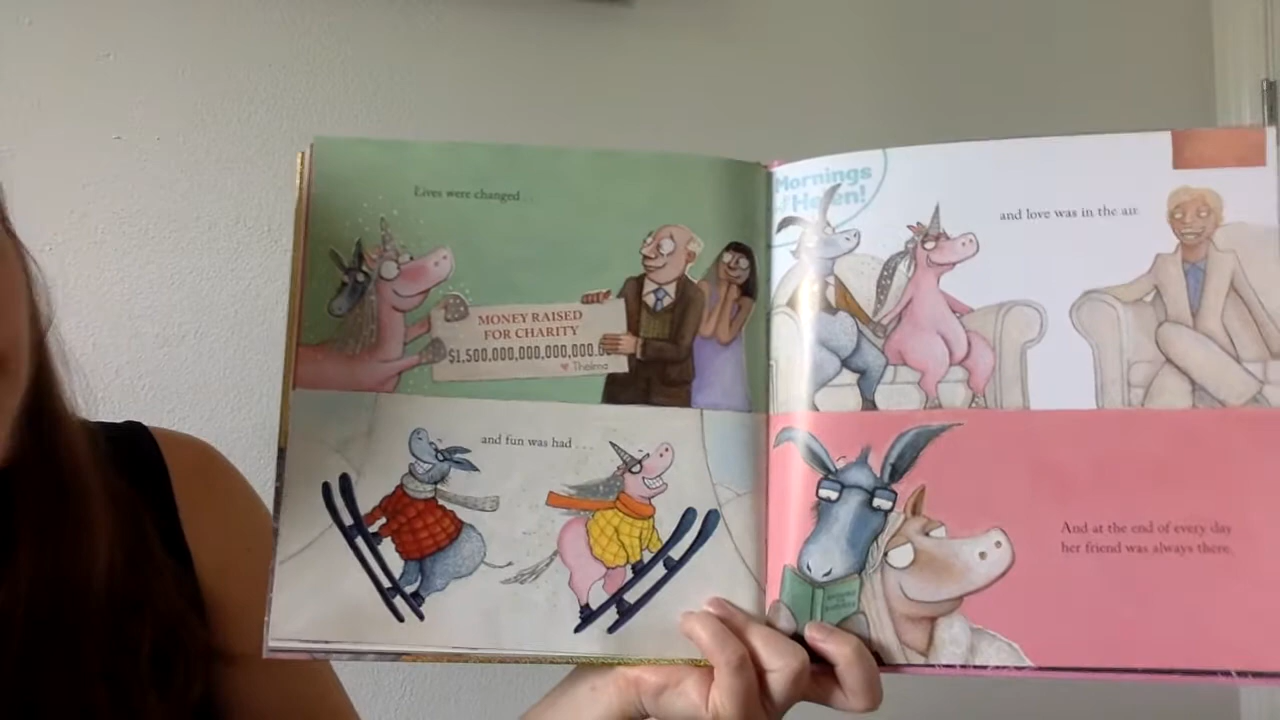 Lives were changed . .
MONEY RAISED
FOR CHARITY
$1,500,000,000,000,000.
Thelma
and fun was had . . .
Mornings
Helen!
and love was in the air.
And at the end of every day
her friend was always there.